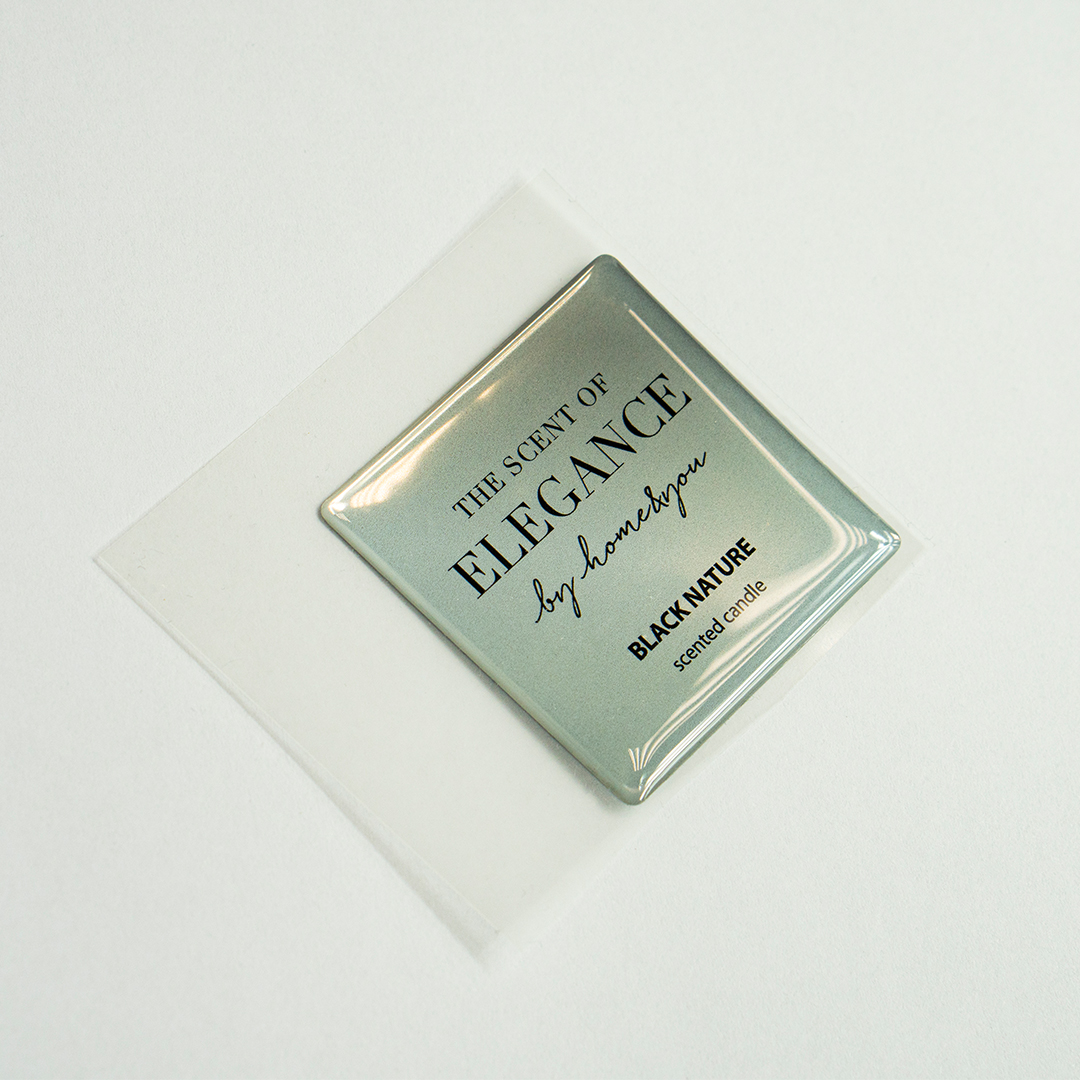 THE SCENT OF
ELEGANCE
by home&you
BLACK NATURE
scented candle